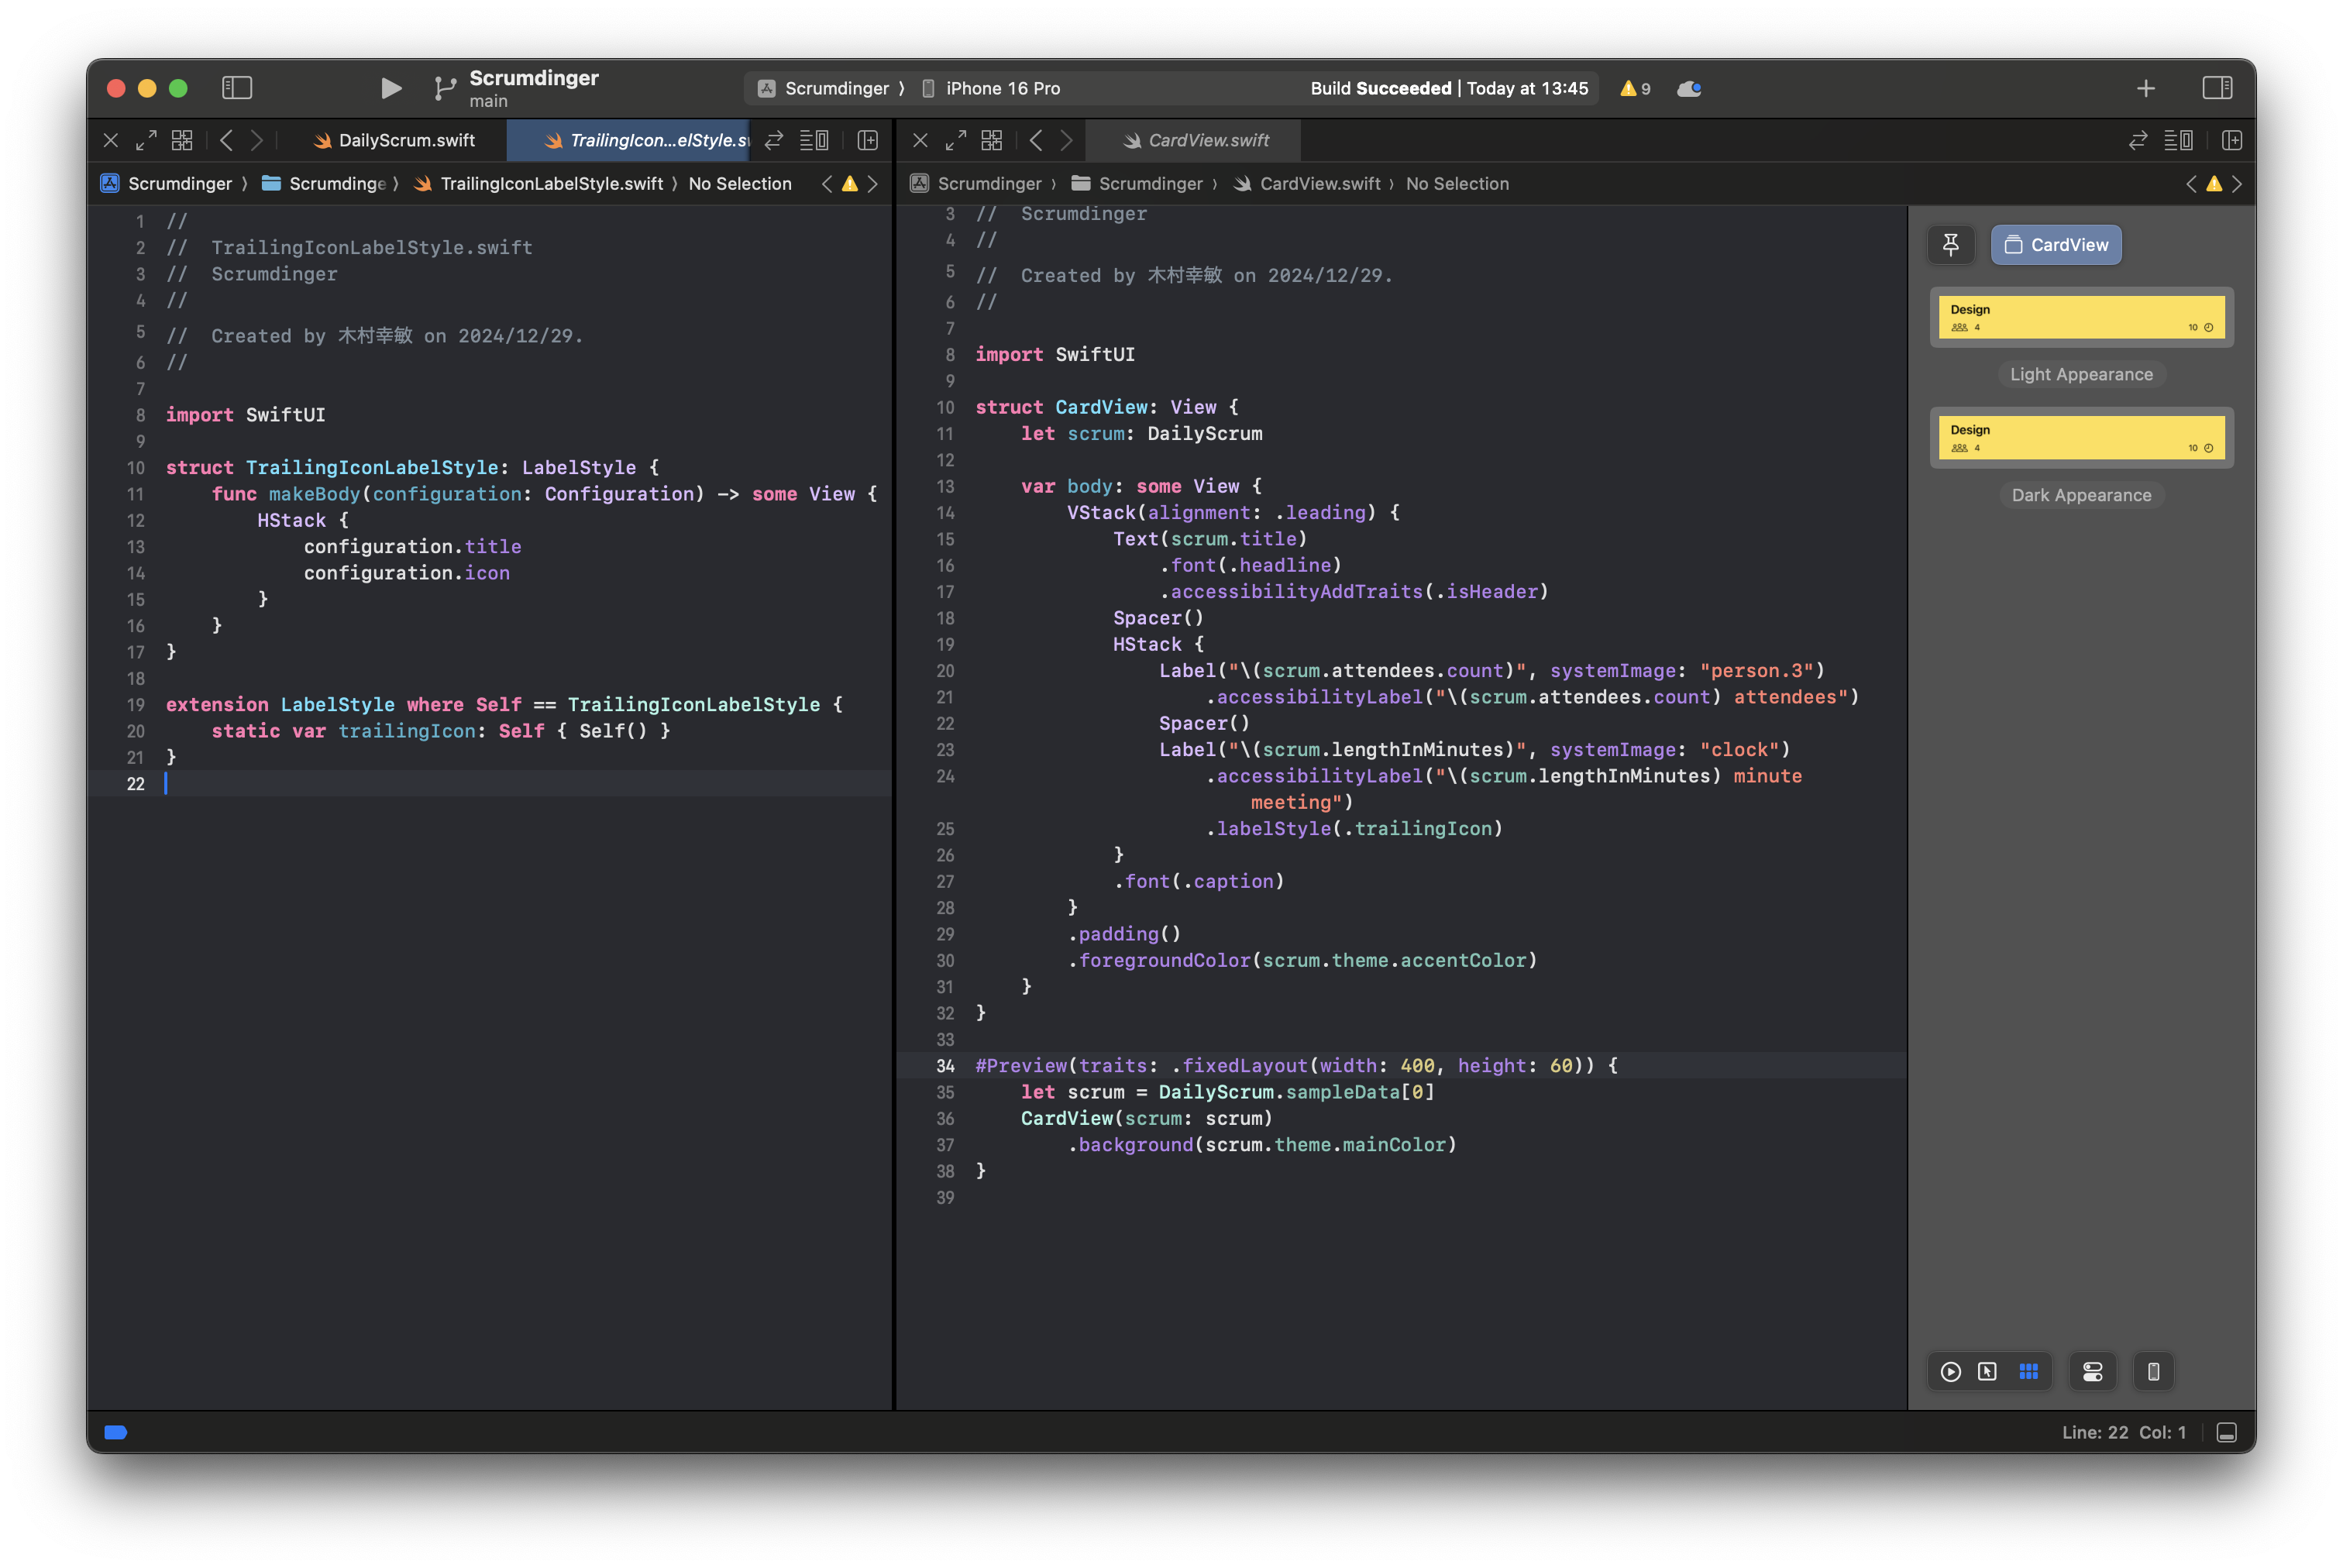 Scrumdinger
main
Scrumdinger 〉 iPhone 16 Pro
Build Succeeded | Today at 13:45
9
DailyScrum.swift
TrailingIcon...elStyle.s
Scrumdinger 〉 Scrumdinge 〉 TrailingIconLabelStyle.swift 〉 No Selection
1 //
2 //  TrailingIconLabelStyle.swift
3 //  Scrumdinger
4 //
5 //  Created by 木村幸敏 on 2024/12/29.
6 //
7
8 import SwiftUI
9
10 struct TrailingIconLabelStyle: LabelStyle {
11     func makeBody(configuration: Configuration) -> some View {
12         HStack {
13             configuration.title
14             configuration.icon
15         }
16     }
17 }
18
19 extension LabelStyle where Self == TrailingIconLabelStyle {
20     static var trailingIcon: Self { Self() }
21 }
22
CardView.swift
Scrumdinger 〉 Scrumdinger 〉 CardView.swift 〉 No Selection
3 //  Scrumdinger
4 //
5 //  Created by 木村幸敏 on 2024/12/29.
6 //
7
8 import SwiftUI
9
10 struct CardView: View {
11     let scrum: DailyScrum
12
13     var body: some View {
14         VStack(alignment: .leading) {
15             Text(scrum.title)
16                 .font(.headline)
17                 .accessibilityAddTraits(.isHeader)
18             Spacer()
19             HStack {
20                 Label("\(scrum.attendees.count)", systemImage: "person.3")
21                     .accessibilityLabel("\(scrum.attendees.count) attendees")
22                 Spacer()
23                 Label("\(scrum.lengthInMinutes)", systemImage: "clock")
24                     .accessibilityLabel("\(scrum.lengthInMinutes) minute
meeting")
25                     .labelStyle(.trailingIcon)
26             }
27             .font(.caption)
28         }
29         .padding()
30         .foregroundColor(scrum.theme.accentColor)
31     }
32 }
33
34 #Preview(traits: .fixedLayout(width: 400, height: 60)) {
35     let scrum = DailyScrum.sampleData[0]
36     CardView(scrum: scrum)
37         .background(scrum.theme.mainColor)
38 }
39
CardView
Design
4 10
Light Appearance
Design
4 10
Dark Appearance
Line: 22 Col: 1